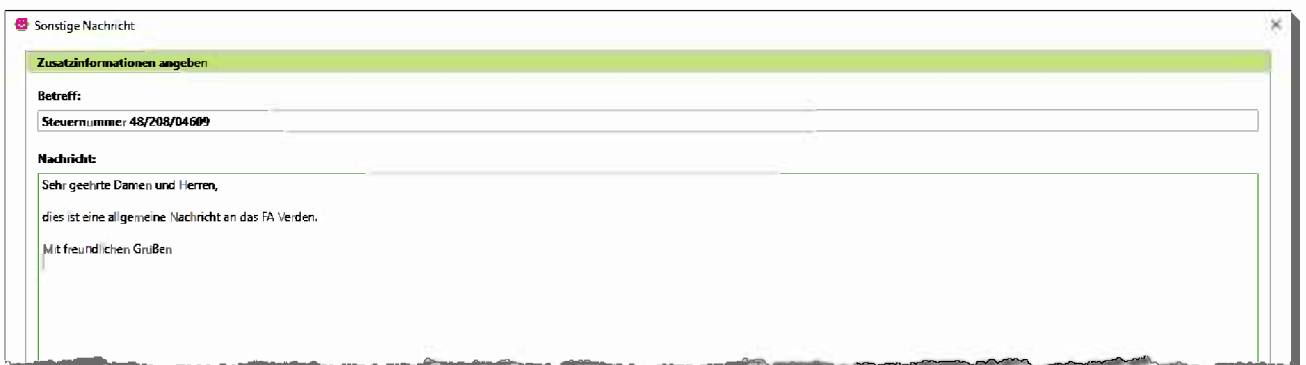 Sonstige Nachricht
Zusatzinformationen angeben
Betreff:
Steuernummer 48/208/04609
Nachricht:
Sehr geehrte Damen und Herren,
dies ist eine allgemeine Nachricht an das FA Verden.
Mit freundlichen Grüßen